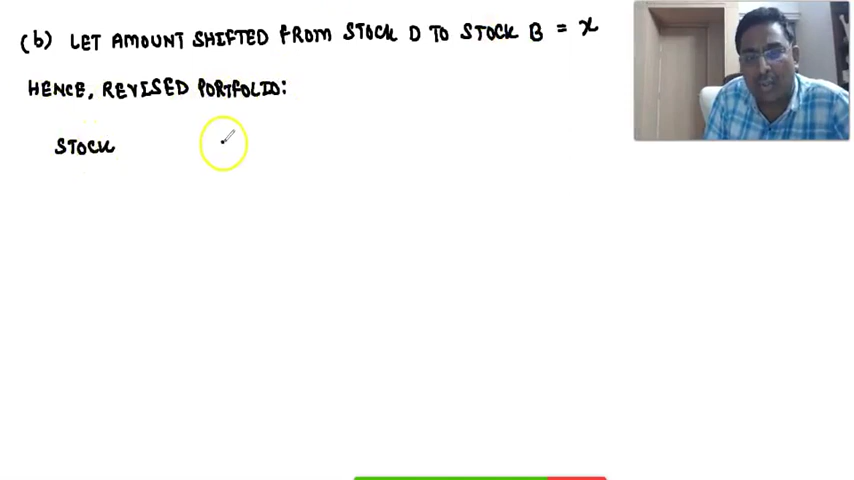 (b) LET AMOUNT SHIFTED FROM STOCK D TO STOCK B = x
HENCE, REVISED PORTFOLIO:
STOCK